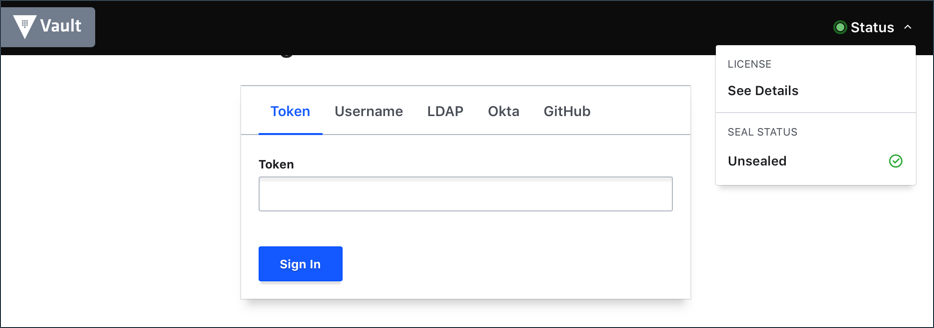 Vault
Status
LICENSE
See Details
SEAL STATUS
Unsealed
Token Username LDAP Okta GitHub
Token
Sign In